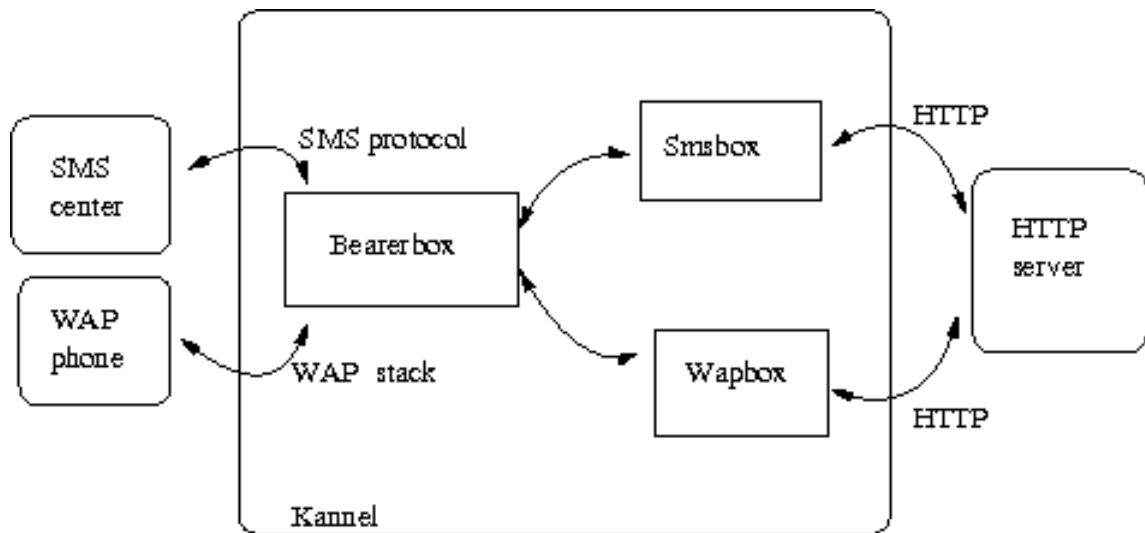 SMS
center
WAP
phone
SMS protocol
Bearerbox
WAP stack
Smsbox
Wapbox
Kannel
HTTP
HTTP
server
HTTP